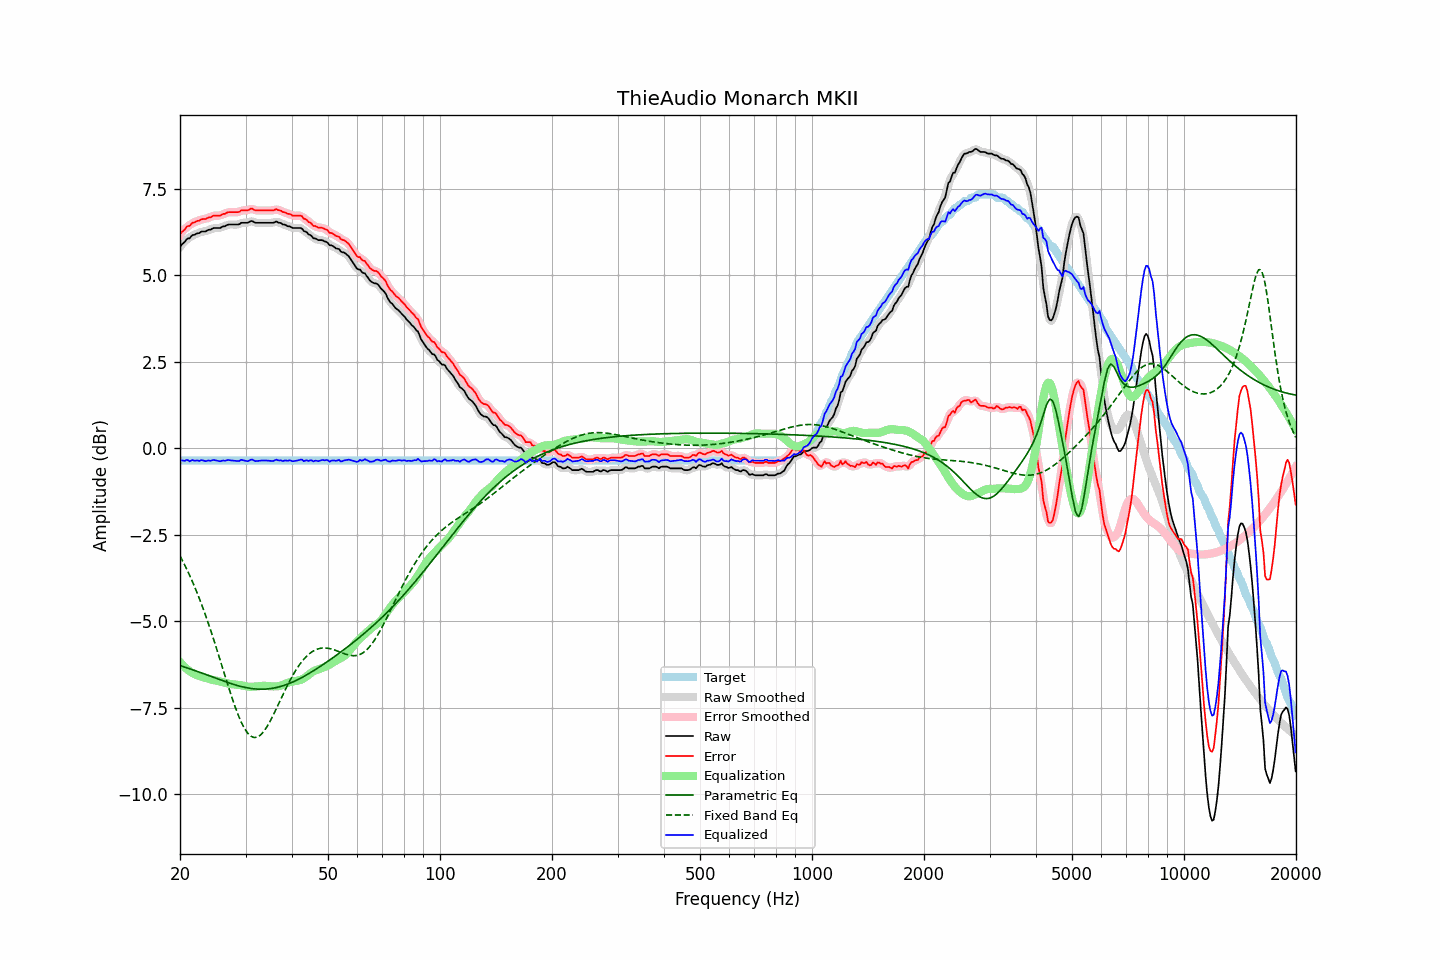 ThieAudio Monarch MKII
Amplitude (dBr)
7.5
5.0
2.5
0.0
−2.5
−5.0
−7.5
−10.0
Target
Raw Smoothed
Error Smoothed
Raw
Error
Equalization
Parametric Eq
Fixed Band Eq
Equalized
20 50 100 200 500 1000 2000 5000 10000 20000
Frequency (Hz)